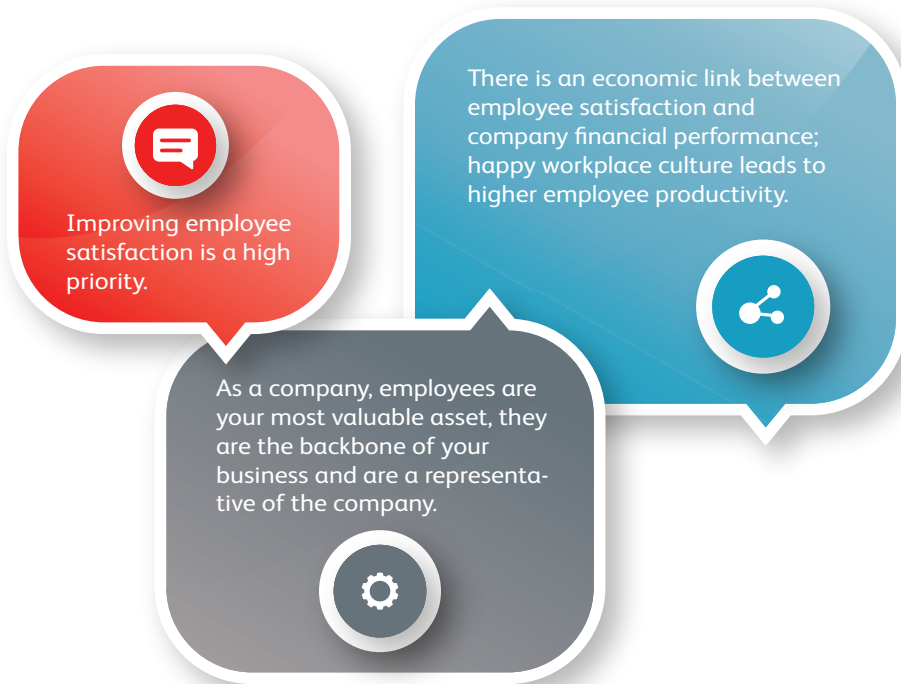 Improving employee
satisfaction is a high
priority.
There is an economic link between
employee satisfaction and
company financial performance;
happy workplace culture leads to
higher employee productivity.
As a company, employees are
your most valuable asset, they
are the backbone of your
business and are a representa-
tive of the company.